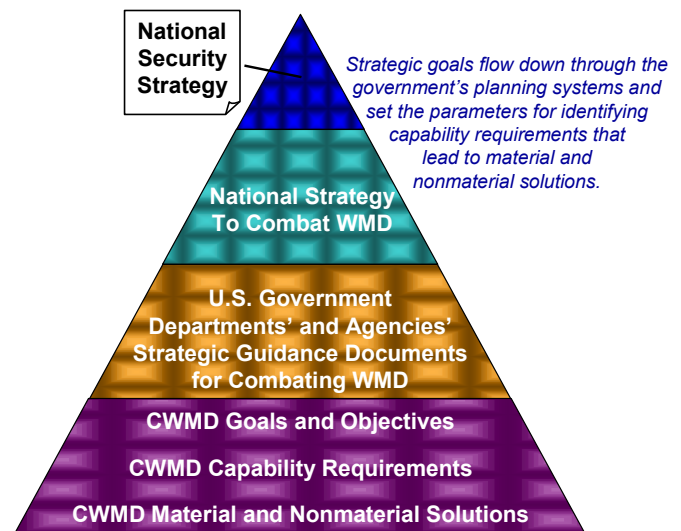 National
Security
Strategy
Strategic goals flow down through the
government's planning systems and
set the parameters for identifying
capability requirements that
lead to material and
nonmaterial solutions.
National Strategy
To Combat WMD
U.S. Government
Departments' and Agencies'
Strategic Guidance Documents
for Combating WMD
CWMD Goals and Objectives
CWMD Capability Requirements
CWMD Material and Nonmaterial Solutions